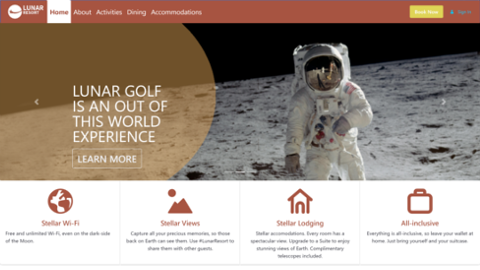 LUNAR
RESORT
Home About Activities Dining Accommodations
Book Now
Sign In
LUNAR GOLF
IS AN OUT OF
THIS WORLD
EXPERIENCE
LEARN MORE
Stellar Wi-Fi
Free and unlimited Wi-Fi, even on the dark-side
of the Moon.
Stellar Views
Capture all your precious memories, so those
back on Earth can see them. Use #LunarResort to
share them with other guests.
Stellar Lodging
Stellar accomodations. Every room has a
spectacular view. Upgrade to a Suite to enjoy
stunning views of Earth. Complimentary
telescopes included.
All-inclusive
Everything is all-inclusive, so leave your wallet at
home. Just bring yourself and your suitcase.